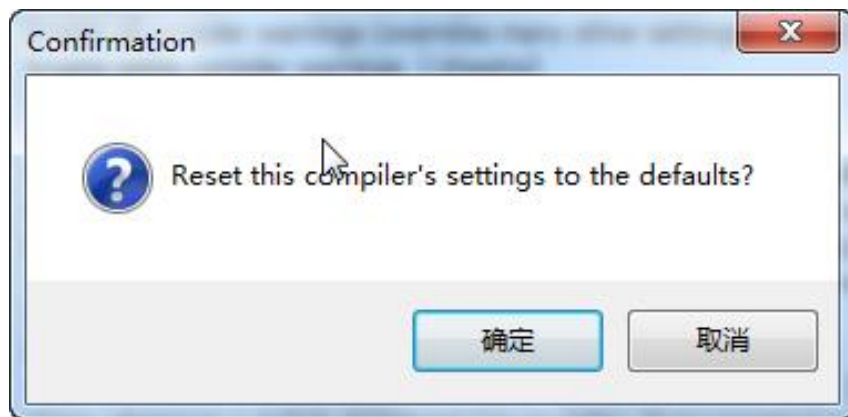 Confirmation
Reset this compiler's settings to the defaults?
确定
取消